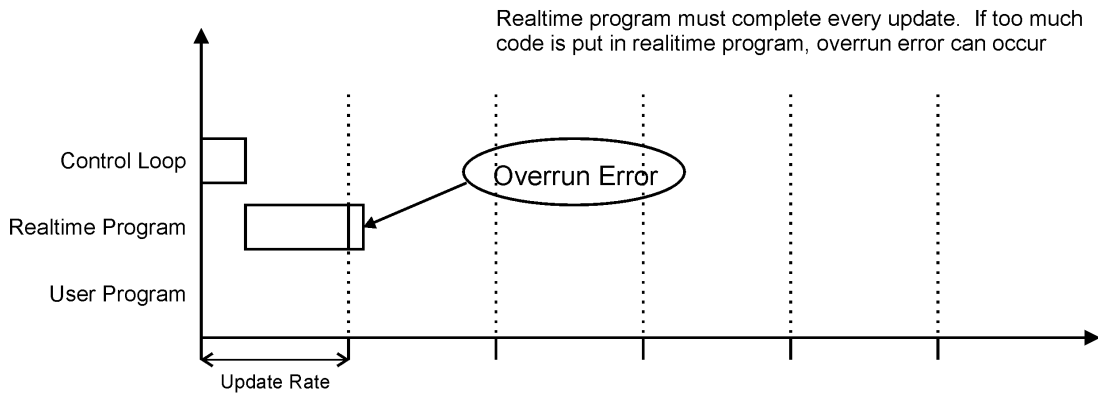 Realtime program must complete every update. If too much
code is put in realitime program, overrun error can occur
Control Loop
Overrun Error
Realtime Program
User Program
Update Rate